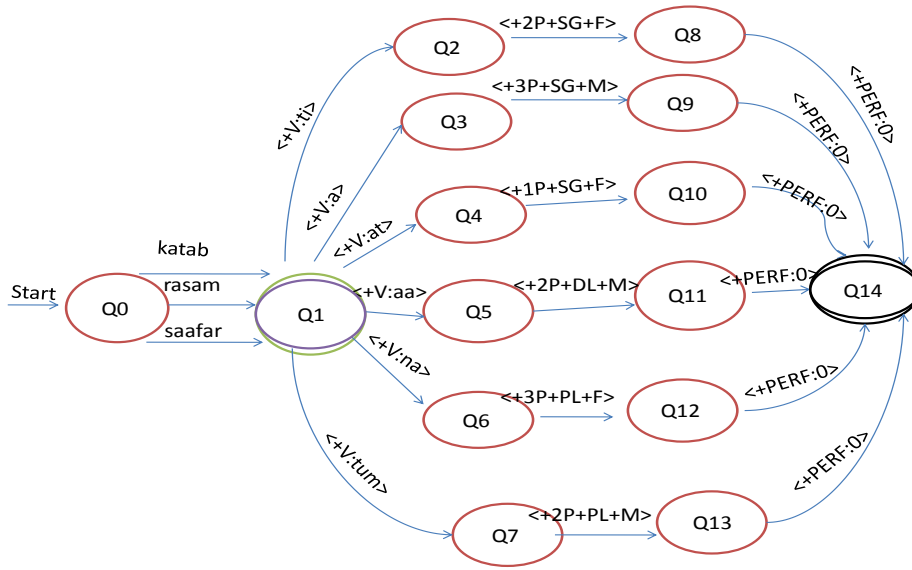 <+2P+SG+F>
Q2
Q8
<+V:ti>
<+PERF:0>
<+3P+SG+M>
Q3
Q9
<+V:a>
<+PERF:0>
<+1P+SG+F>
Q4
Q10
<+V:at>
<+PERF:0>
katab
Start
rasam
Q0
saafar
Q1
<+V:aa>
<+2P+DL+M>
Q5
Q11
<+PERF:0>
Q14
<+V:na>
<+3P+PL+F>
Q6
Q12
<+PERF:0>
<+V:tum>
<+2P+PL+M>
Q7
Q13
<+PERF:0>